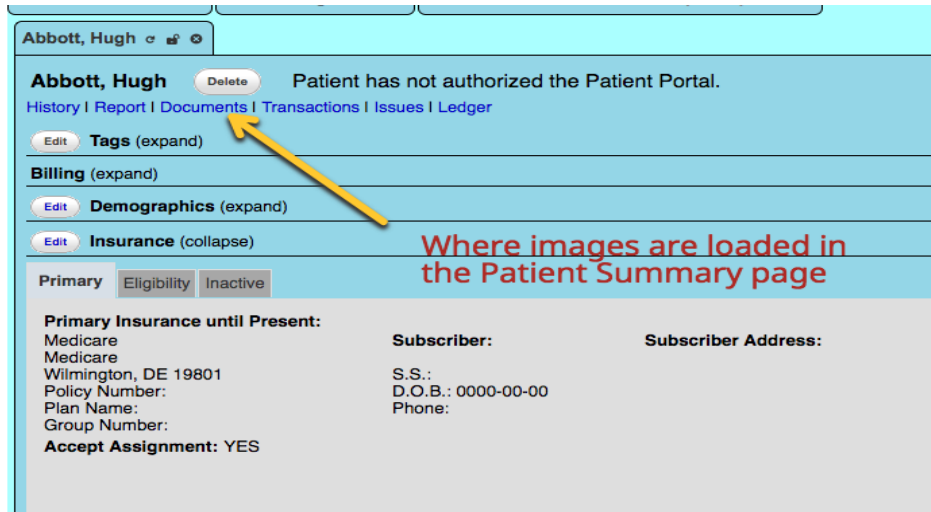 Abbott, Hugh
Abbott, Hugh Delete Patient has not authorized the Patient Portal.
History | Report | Documents | Transactions | Issues | Ledger
Edit Tags (expand)
Billing (expand)
Edit Demographics (expand)
Edit Insurance (collapse)
Where images are loaded in
the Patient Summary page
Primary Eligibility Inactive
Primary Insurance until Present:
Medicare Subscriber: Subscriber Address:
Medicare
Wilmington, DE 19801 S.S.:
Policy Number: D.O.B.: 0000-00-00
Plan Name: Phone:
Group Number:
Accept Assignment: YES